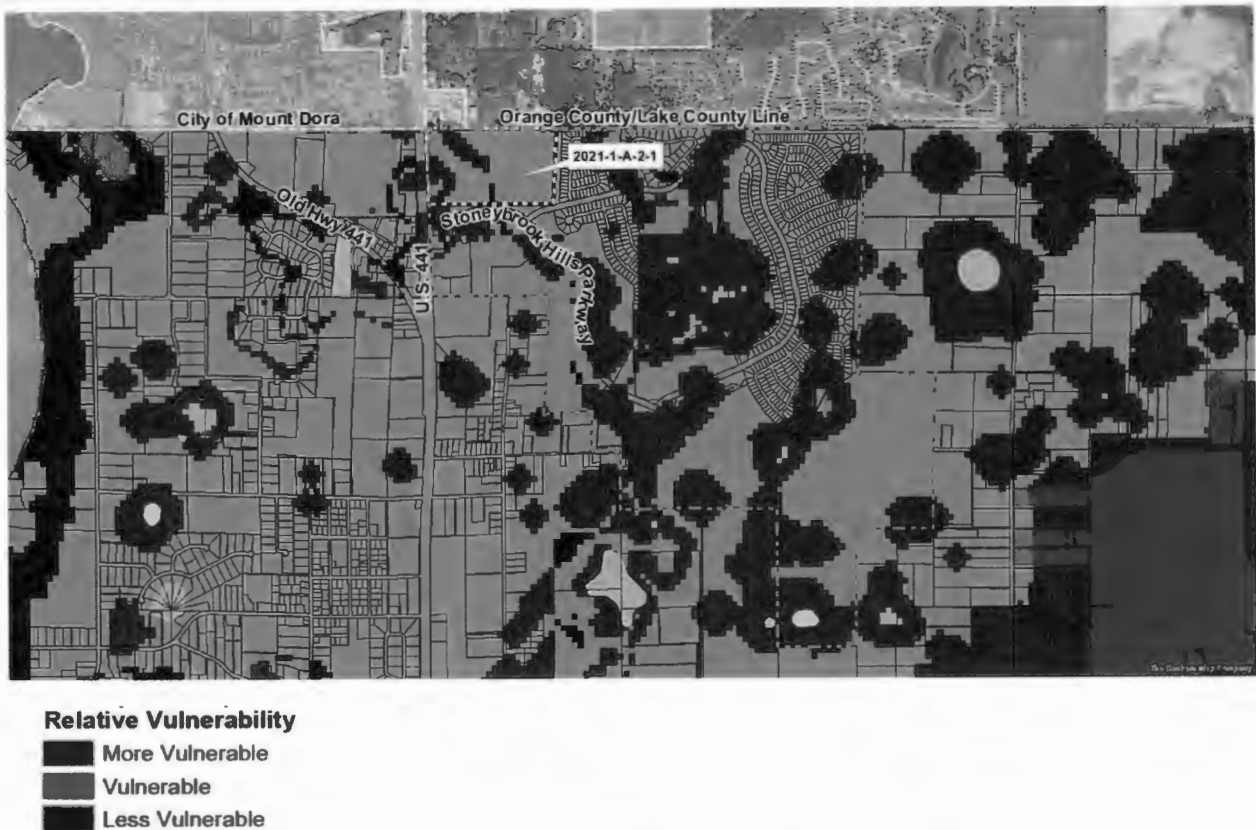 City of Mount Dora
Orange County/Lake County Line
2021-1-A-2-1
Old Hwy 441
Stoneybrook Hills Parkway
U.S. 441
Relative Vulnerability
More Vulnerable
Vulnerable
Less Vulnerable